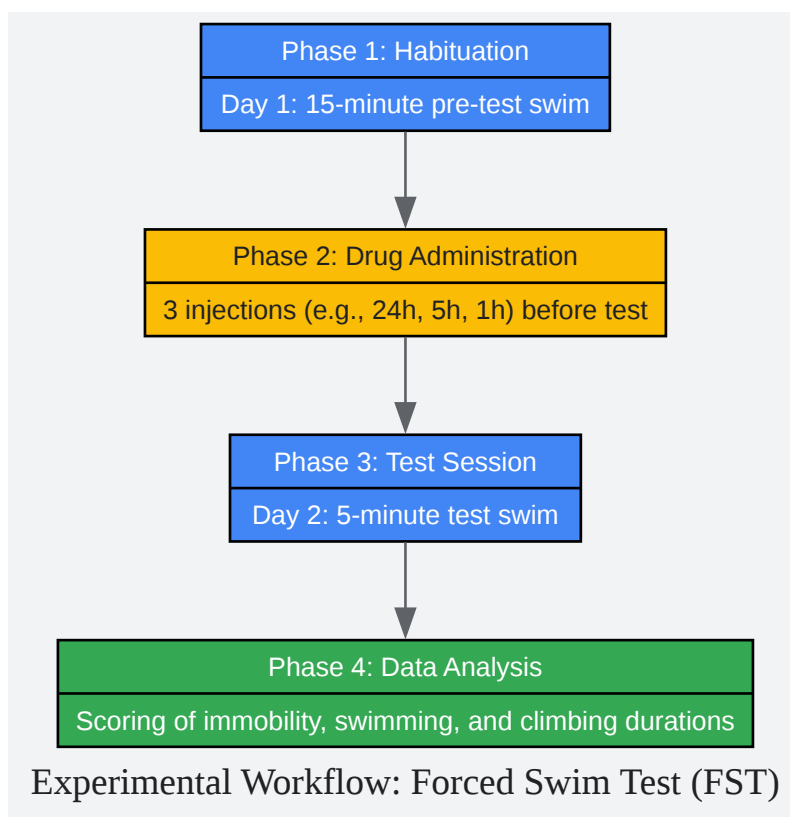 Phase 1: Habituation
Day 1: 15-minute pre-test swim
Phase 2: Drug Administration
3 injections (e.g., 24h, 5h, 1h) before test
Phase 3: Test Session
Day 2: 5-minute test swim
Phase 4: Data Analysis
Scoring of immobility, swimming, and climbing durations
Experimental Workflow: Forced Swim Test (FST)